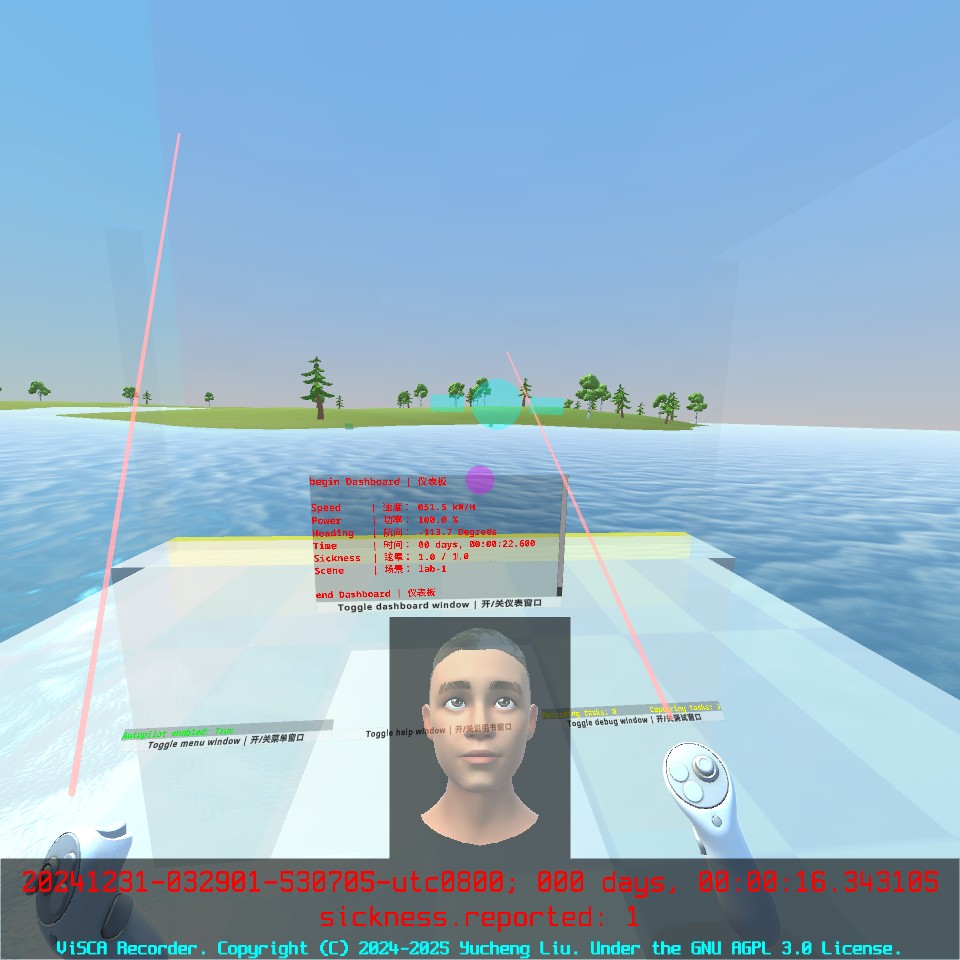 begin Dashboard | 仪表板
Speed | 速度: 051.5 kM/H
Power | 功率: 100.0 %
Heading | 航向: -113.7 Degrees
Time | 时间: 00 days, 00:00:22.600
Sickness | 眩晕: 1.0 / 1.0
Scene | 场景: lab-1
end Dashboard | 仪表板
Toggle dashboard window | 开/关仪表窗口
Autopilot enabled: True
Toggle menu window | 开/关菜单窗口
Toggle help window | 开/关说明书窗口
tasks: 0
Toggle debug window | 开/关调试窗口
20241231-032901-530705-utc0800; 000 days, 00:00:16.343105
sickness.reported: 1
ViSCA Recorder. Copyright (C) 2024-2025 Yucheng Liu. Under the GNU AGPL 3.0 License.